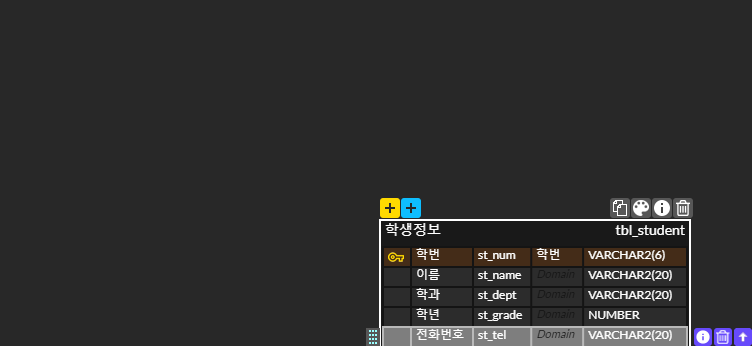 학생정보 tbl_student
학번 st_num 학번 VARCHAR2(6)
이름 st_name Domain VARCHAR2(20)
학과 st_dept Domain VARCHAR2(20)
학년 st_grade Domain NUMBER
전화번호 st_tel Domain VARCHAR2(20)